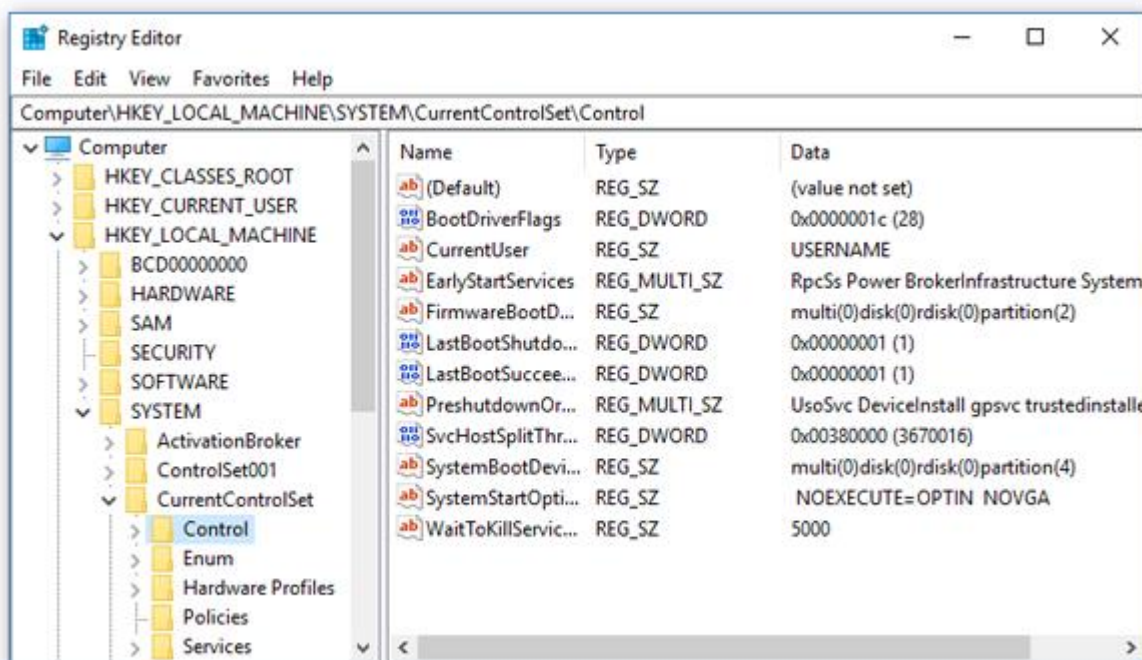 Registry Editor
File Edit View Favorites Help
Computer\HKEY_LOCAL_MACHINE\SYSTEM\CurrentControlSet\Control
Computer
HKEY_CLASSES_ROOT
HKEY_CURRENT_USER
HKEY_LOCAL_MACHINE
BCD00000000
HARDWARE
SAM
SECURITY
SOFTWARE
SYSTEM
ActivationBroker
ControlSet001
CurrentControlSet
Control
Enum
Hardware Profiles
Policies
Services
Name Type Data
(Default) REG_SZ (value not set)
BootDriverFlags REG_DWORD 0x0000001c (28)
CurrentUser REG_SZ USERNAME
EarlyStartServices REG_MULTI_SZ RpcSs Power BrokerInfrastructure System
FirmwareBootD... REG_SZ multi(0)disk(0)rdisk(0)partition(2)
LastBootShutdo... REG_DWORD 0x00000001 (1)
LastBootSuccee... REG_DWORD 0x00000001 (1)
PreshutdownOr... REG_MULTI_SZ UsoSvc DeviceInstall gpsvc trustedinstalle
SvcHostSplitThr... REG_DWORD 0x00380000 (3670016)
SystemBootDevi... REG_SZ multi(0)disk(0)rdisk(0)partition(4)
SystemStartOpti... REG_SZ NOEXECUTE=OPTIN NOVGA
WaitToKillServic... REG_SZ 5000